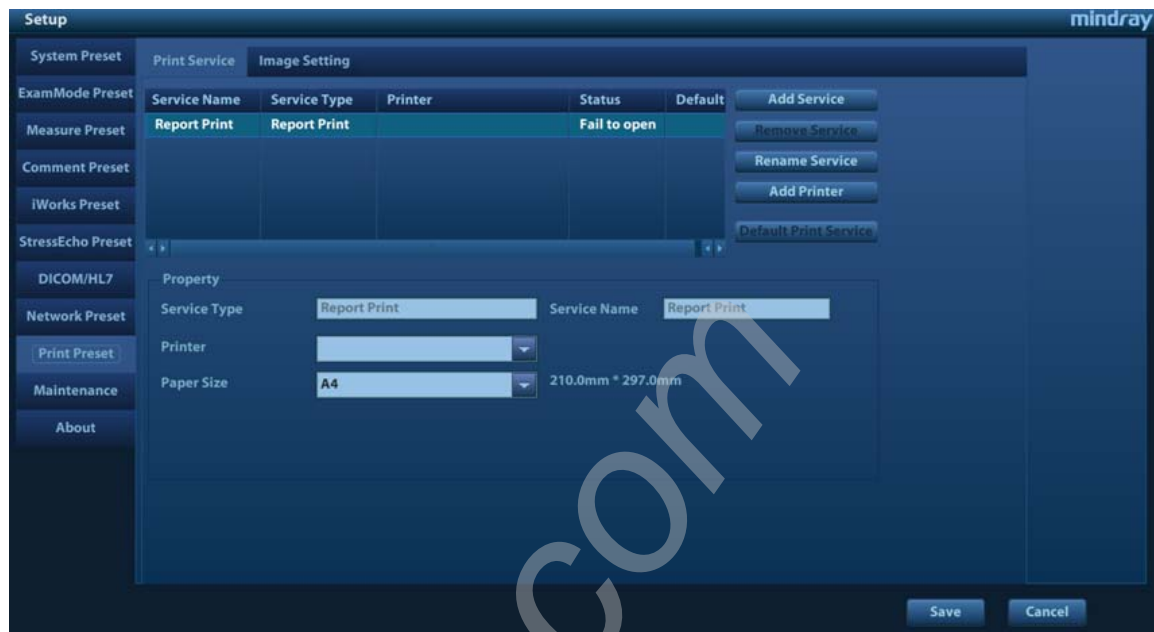 Setup
mindray
System Preset
ExamMode Preset
Measure Preset
Comment Preset
iWorks Preset
StressEcho Preset
DICOM/HL7
Network Preset
Print Preset
Maintenance
About
Print Service Image Setting
Service Name Service Type Printer Status Default
Report Print Report Print Fail to open
Add Service
Remove Service
Rename Service
Add Printer
Default Print Service
Property
Service Type Report Print Service Name Report Print
Printer
Paper Size A4 210.0mm * 297.0mm
Save Cancel
com